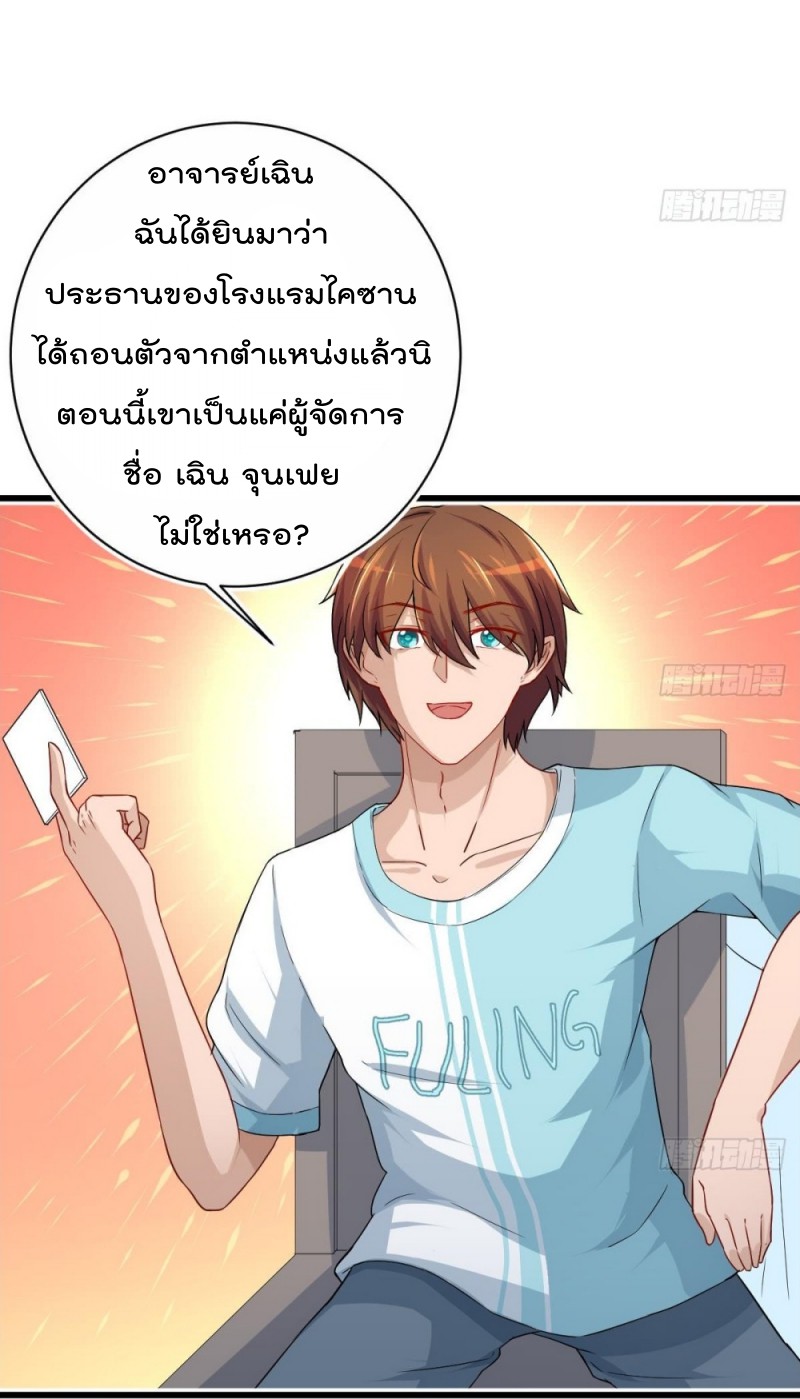 อาจารย์เฉิน
ฉันได้ยินมาว่า
ประธานของโรงแรมไคซาน
ได้ถอนตัวจากตำแหน่งแล้วนิ
ตอนนี้เขาเป็นแค่ผู้จัดการ
ชื่อ เฉิน จุนเฟย
ไม่ใช่เหรอ?
腾讯动漫
腾讯动漫
FULING
腾讯动漫